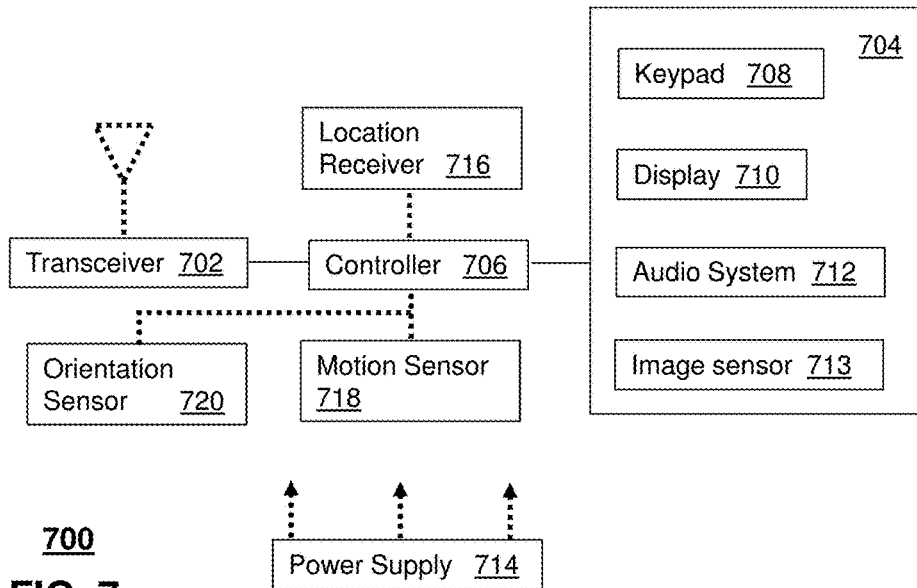 704
Keypad 708
Location
Receiver 716
Display 710
Transceiver 702
Controller 706
Audio System 712
Orientation
Sensor 720
Motion Sensor
718
Image sensor 713
700
Power Supply 714
FIG. 7